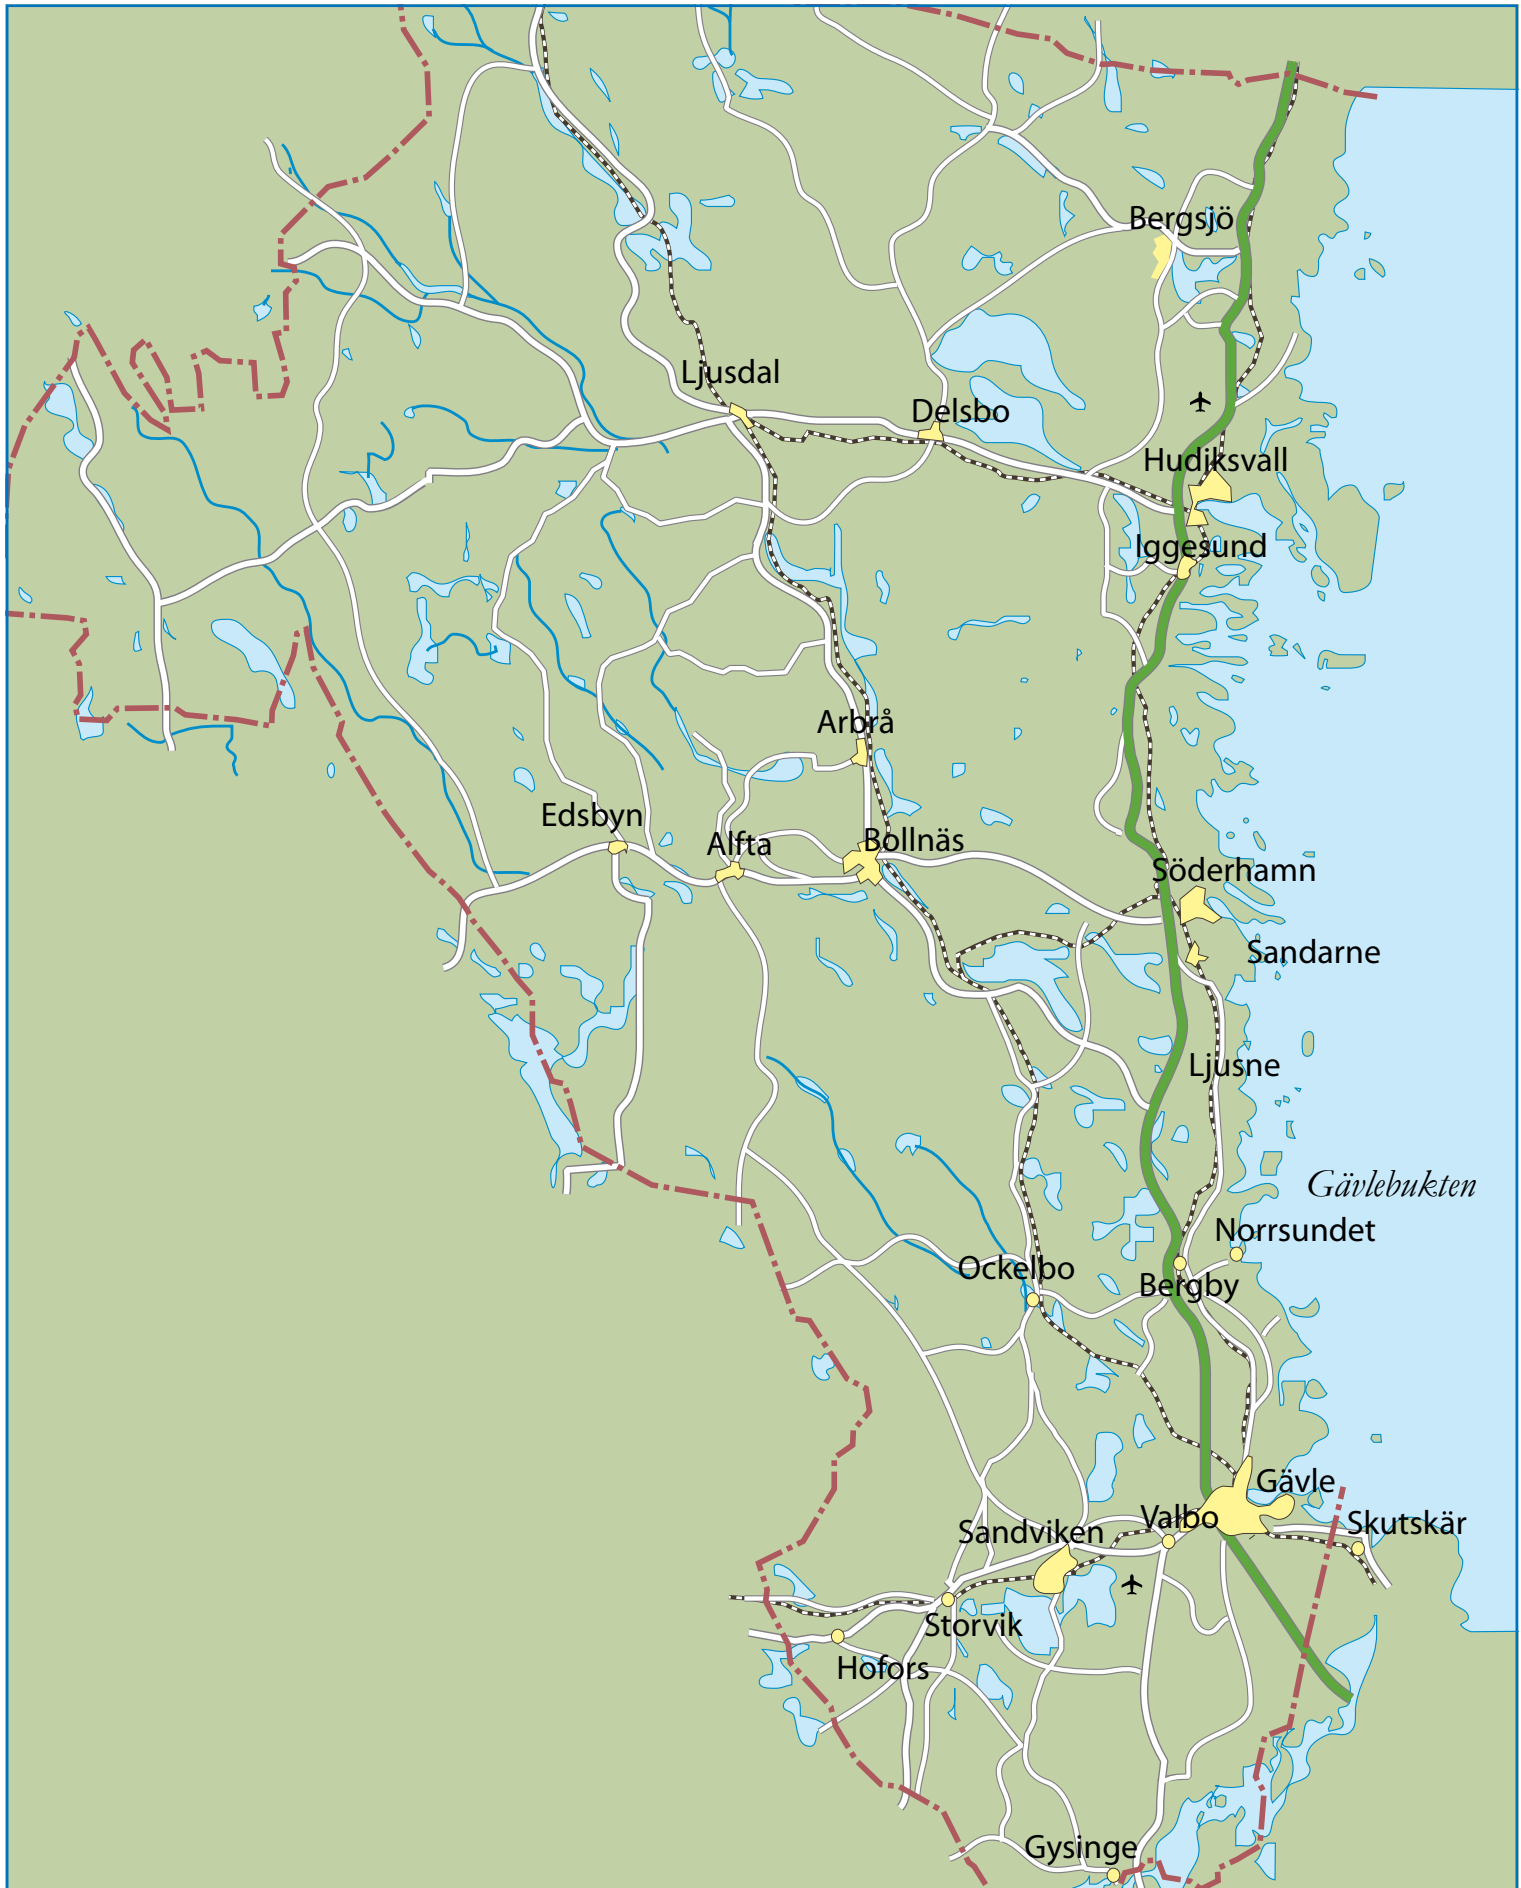 Bergsjö
Ljusdal
Delsbo
Hudiksvall
Iggesund
Arbrå
Edsbyn
Alfta
Bollnäs
Söderhamn
Sandarne
Ljusne
Gävlebukten
Norrsundet
Ockelbo
Bergby
Gävle
Valbo
Skutskär
Sandviken
Storvik
Hofors
Gysinge